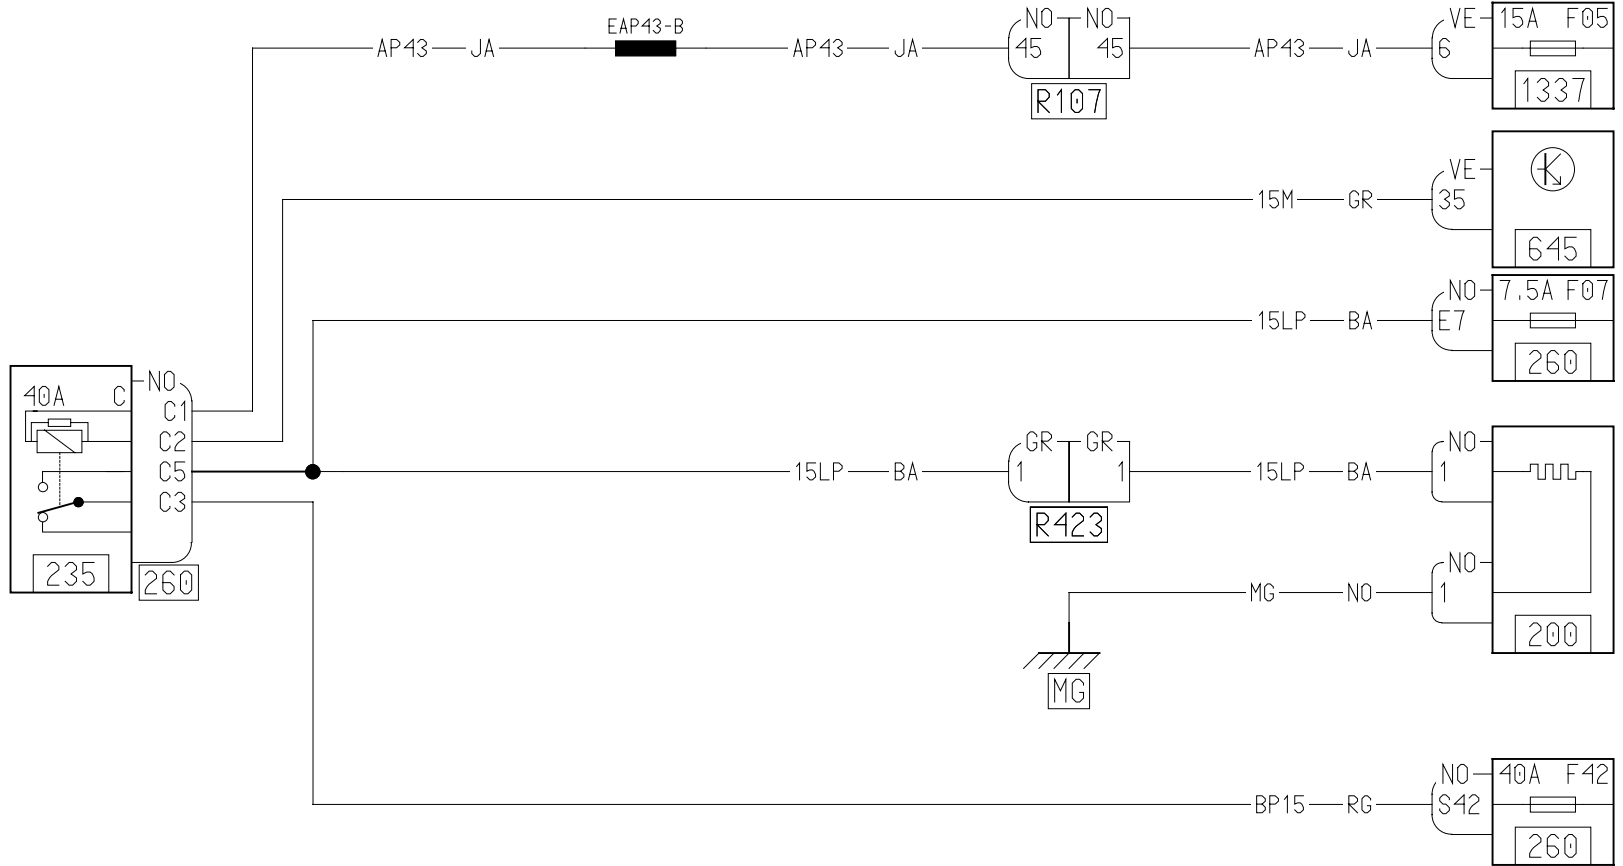 EAP43-B
AP43 JA AP43 JA NO 45 NO 45 AP43 JA VE 6 15A F05
R107 1337
15M GR VE 35
645
15LP BA NO E7 7.5A F07
260
40A C NO
C1
C2
C5
C3
235 260
15LP BA GR 1 GR 1 15LP BA NO 1
R423
MG NO NO 1
200
MG
BP15 RG NO S42 40A F42
260